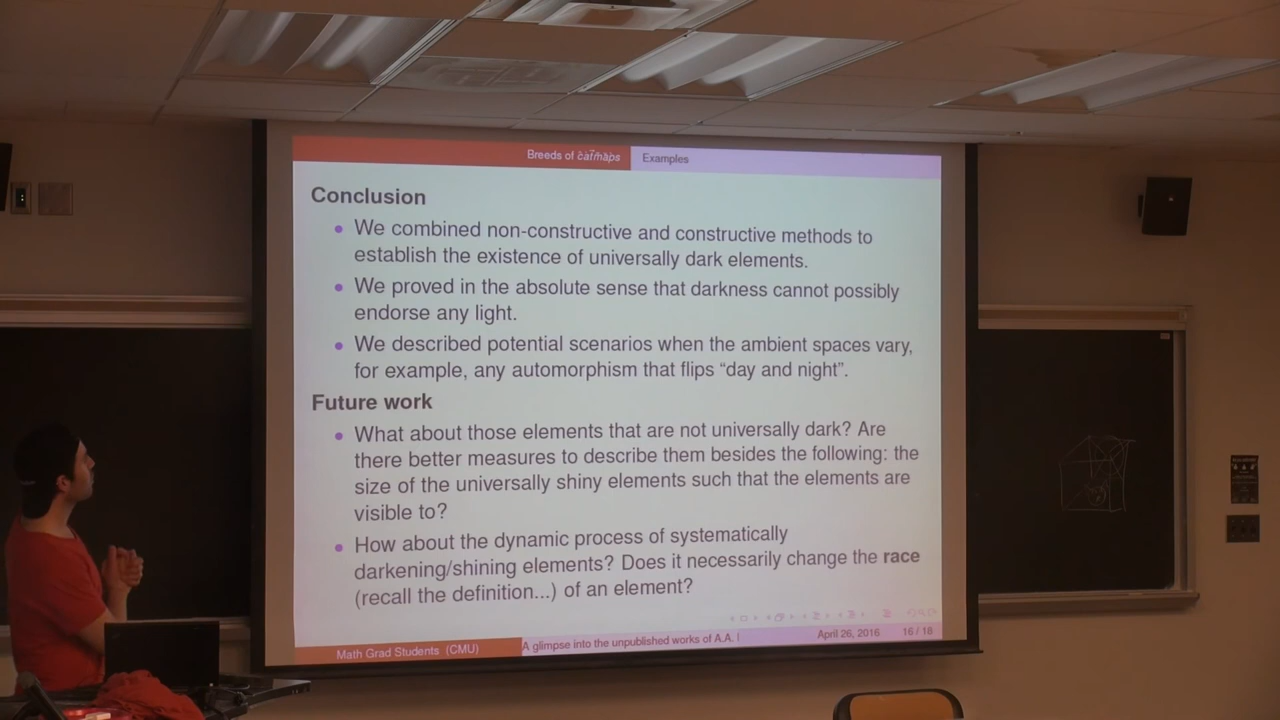 Breeds of
Examples
Conclusion
We combined non-constructive and constructive methods to
establish the existence of universally dark elements.
We proved in the absolute sense that darkness cannot possibly
endorse any light.
We described potential scenarios when the ambient spaces vary,
for example, any automorphism that flips “day and night”.
Future work
What about those elements that are not universally dark? Are
there better measures to describe them besides the following: the
size of the universally shiny elements such that the elements are
visible to?
How about the dynamic process of systematically
darkening/shining elements? Does it necessarily change the race
(recall the definition...) of an element?
Math Grad Students (CMU)
A glimpse into the unpublished works of A.A.
April 26, 2016
16 / 18